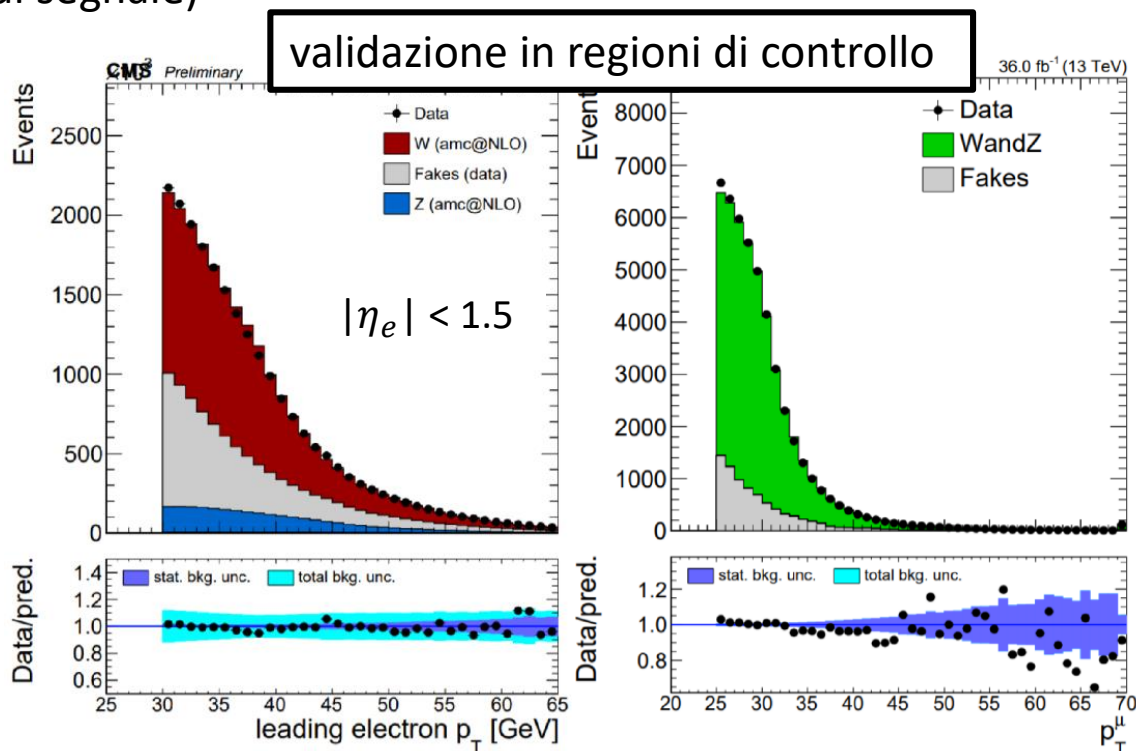 di segnale)
validazione in regioni di controllo
CMS Preliminary
36.0 fb⁻¹ (13 TeV)
Events
2500
2000
1500
1000
500
0
Data
W (amc@NLO)
Fakes (data)
Z (amc@NLO)
|ηₑ| < 1.5
Data/pred.
1.4
1.2
1.0
0.8
0.6
stat. bkg. unc.
total bkg. unc.
25 30 35 40 45 50 55 60 65
leading electron p_T [GeV]
Events
8000
7000
6000
5000
4000
3000
2000
1000
0
Data
WandZ
Fakes
Data/pred.
1.2
1.0
0.8
stat. bkg. unc.
total bkg. unc.
20 25 30 35 40 45 50 55 60 65 70
p_T^μ